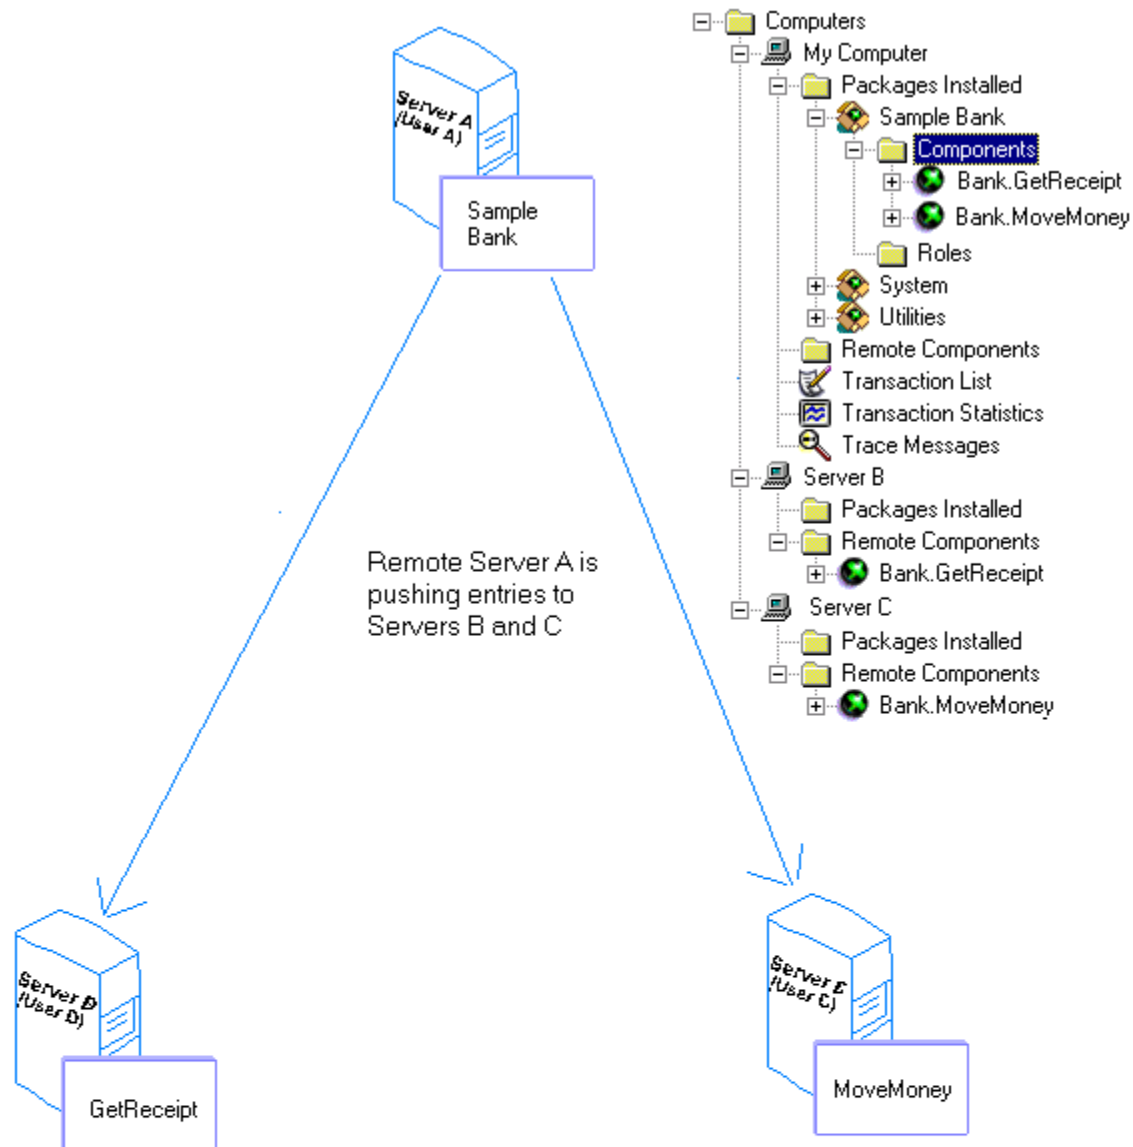 Computers
My Computer
Packages Installed
Sample Bank
Components
Bank.GetReceipt
Bank.MoveMoney
Roles
System
Utilities
Remote Components
Transaction List
Transaction Statistics
Trace Messages
Server B
Packages Installed
Remote Components
Bank.GetReceipt
Server C
Packages Installed
Remote Components
Bank.MoveMoney
Server A
(User A)
Sample
Bank
Remote Server A is
pushing entries to
Servers B and C
Server
(User
GetReceipt
Server
(User C)
MoveMoney